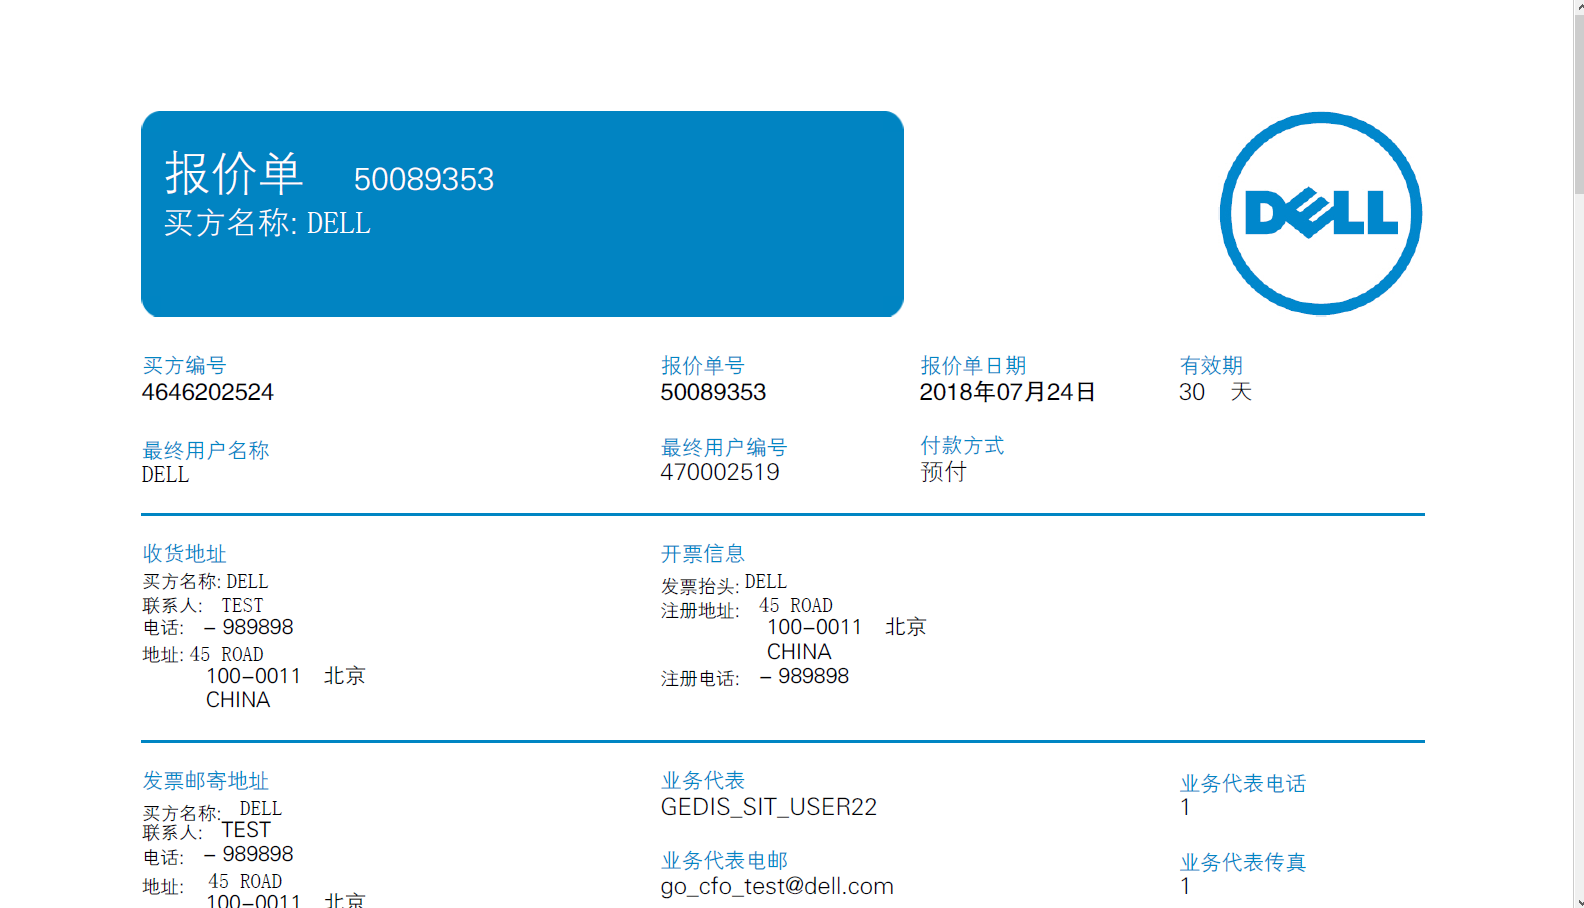 报价单 50089353
买方名称: DELL
DELL
买方编号 报价单号 报价单日期 有效期
4646202524 50089353 2018年07月24日 30 天
最终用户名称 最终用户编号 付款方式
DELL 470002519 预付
收货地址
买方名称: DELL
联系人: TEST
电话: - 989898
地址: 45 ROAD
100-0011 北京
CHINA
开票信息
发票抬头: DELL
注册地址: 45 ROAD
100-0011 北京
CHINA
注册电话: - 989898
发票邮寄地址
买方名称: DELL
联系人: TEST
电话: - 989898
地址: 45 ROAD
100-0011 北京
业务代表
GEDIS_SIT_USER22
业务代表电邮
go_cfo_test@dell.com
业务代表电话
1
业务代表传真
1